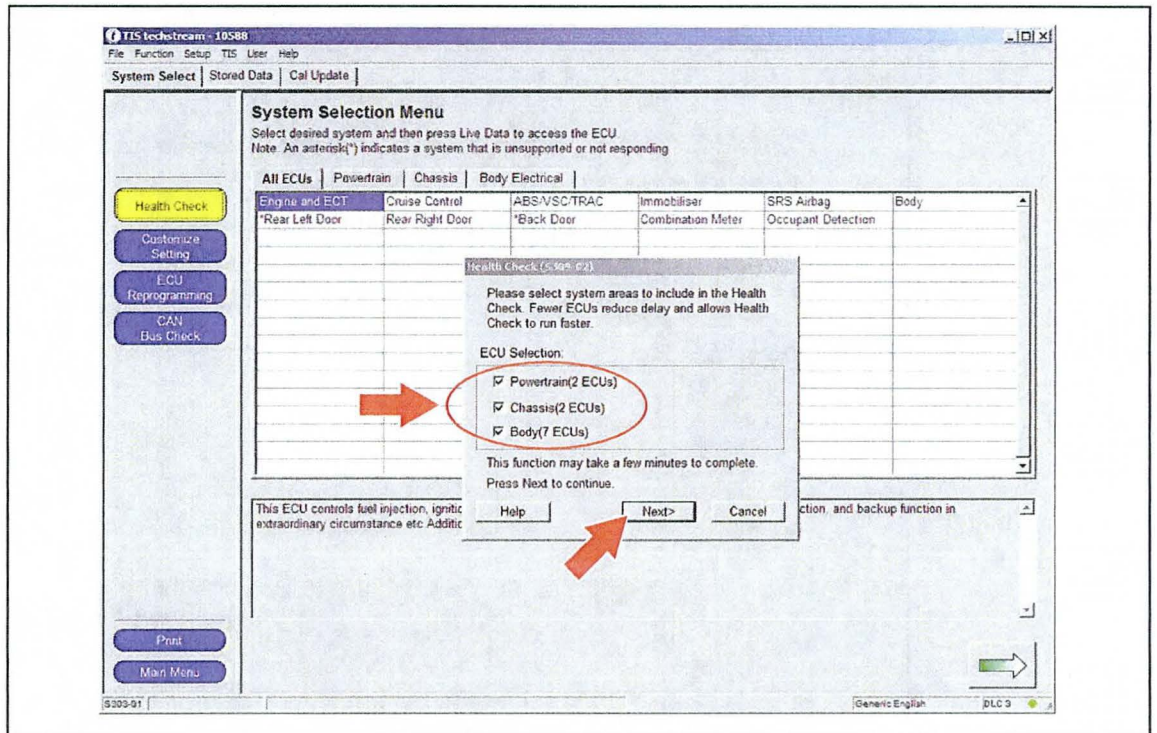 TIS techstream - 10588
File Function Setup TIS User Help
System Select Stored Data Cal Update
System Selection Menu
Select desired system and then press Live Data to access the ECU.
Note. An asterisk(*) indicates a system that is unsupported or not responding
All ECUs Powertrain Chassis Body Electrical
Engine and ECT Cruise Control ABS/VSC/TRAC Immobiliser SRS Airbag Body
*Rear Left Door Rear Right Door *Back Door Combination Meter Occupant Detection
Health Check
Customize
Setting
ECU
Reprogramming
CAN
Bus Check
Health Check (S309-02)
Please select system areas to include in the Health
Check. Fewer ECUs reduce delay and allows Health
Check to run faster.
ECU Selection:
Powertrain(2 ECUs)
Chassis(2 ECUs)
Body(7 ECUs)
This function may take a few minutes to complete.
Press Next to continue.
Help Next> Cancel
This ECU controls fuel injection, ction, and backup function in
extraordinary circumstance etc
Print
Main Menu
S303-01 Generic English DLC 3